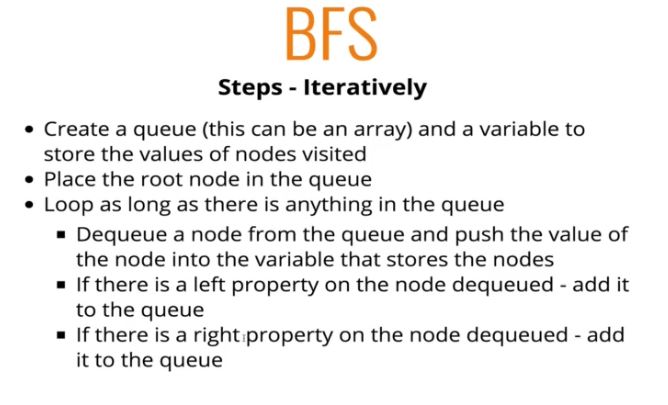 BFS
Steps - Iteratively
• Create a queue (this can be an array) and a variable to
store the values of nodes visited
• Place the root node in the queue
• Loop as long as there is anything in the queue
▪ Dequeue a node from the queue and push the value of
the node into the variable that stores the nodes
▪ If there is a left property on the node dequeued - add it
to the queue
▪ If there is a right property on the node dequeued - add
it to the queue